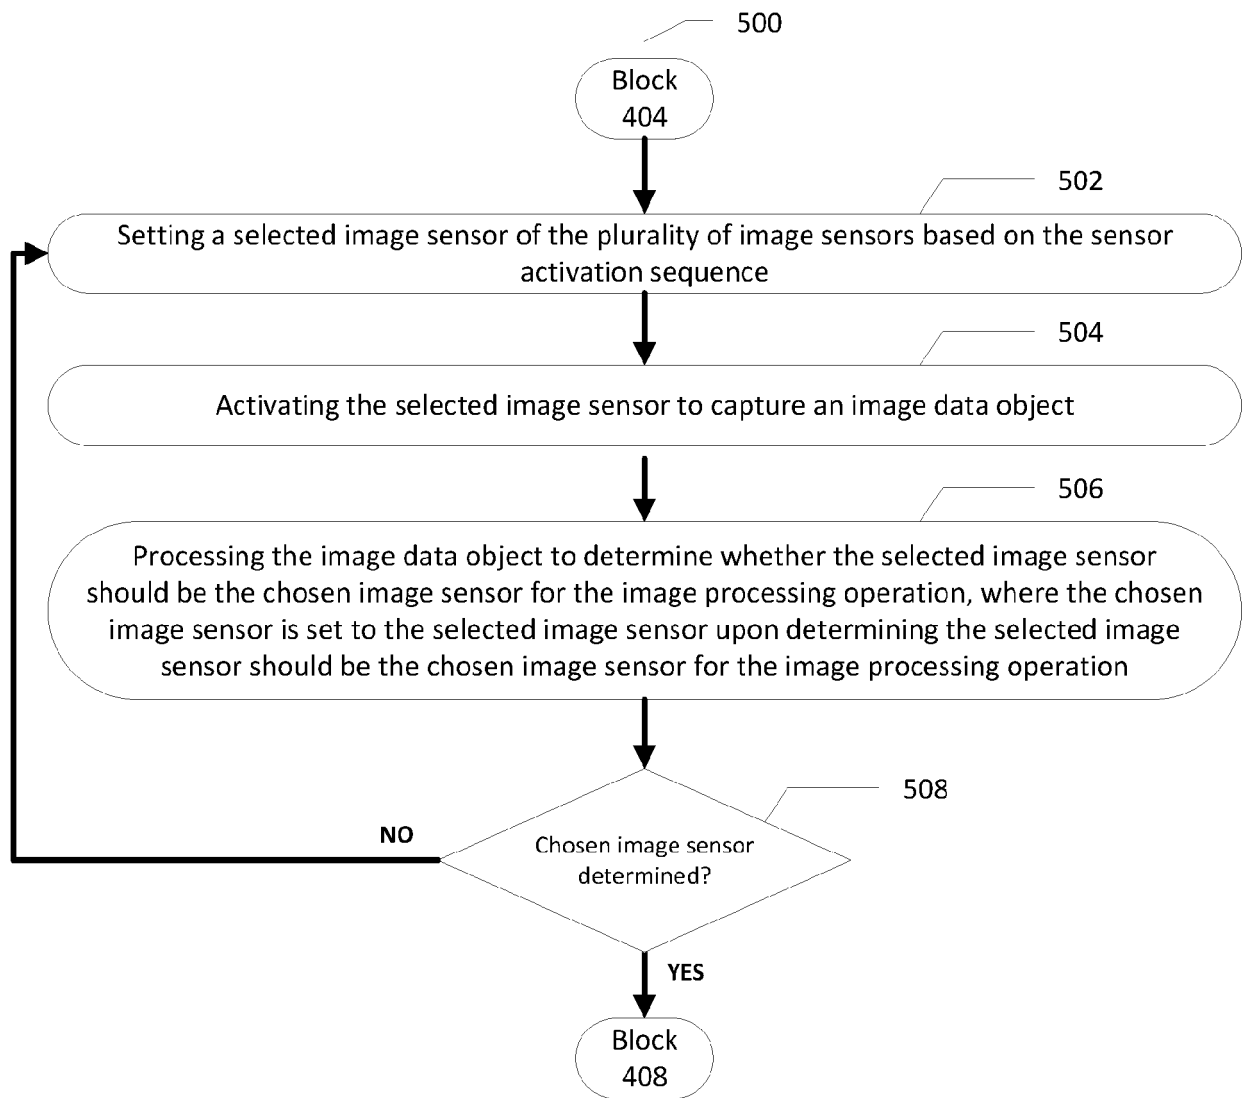 500
Block
404
502
Setting a selected image sensor of the plurality of image sensors based on the sensor
activation sequence
504
Activating the selected image sensor to capture an image data object
506
Processing the image data object to determine whether the selected image sensor
should be the chosen image sensor for the image processing operation, where the chosen
image sensor is set to the selected image sensor upon determining the selected image
sensor should be the chosen image sensor for the image processing operation
508
NO
Chosen image sensor
determined?
YES
Block
408